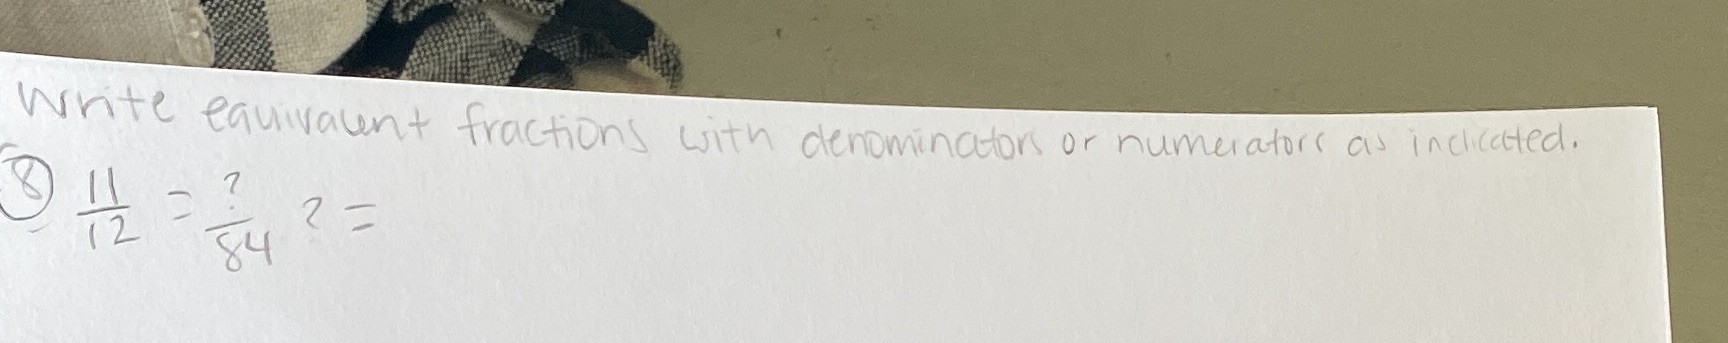 Write equivalent fractions with denominators or numerators as indicated.
⑧ 11/12 = ?/84 ? =